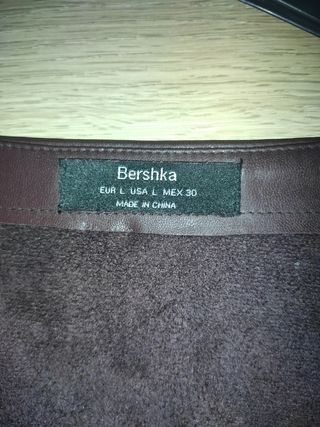 Bershka
EUR L USA L MEX 30
MADE IN CHINA